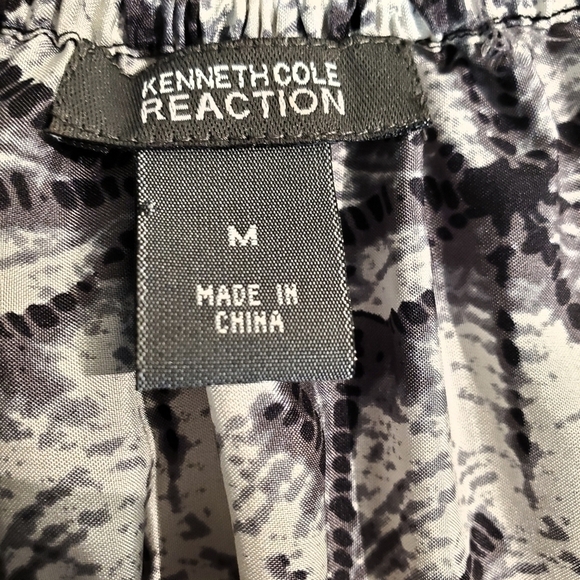 KENNETH COLE
REACTION
M
MADE IN
CHINA